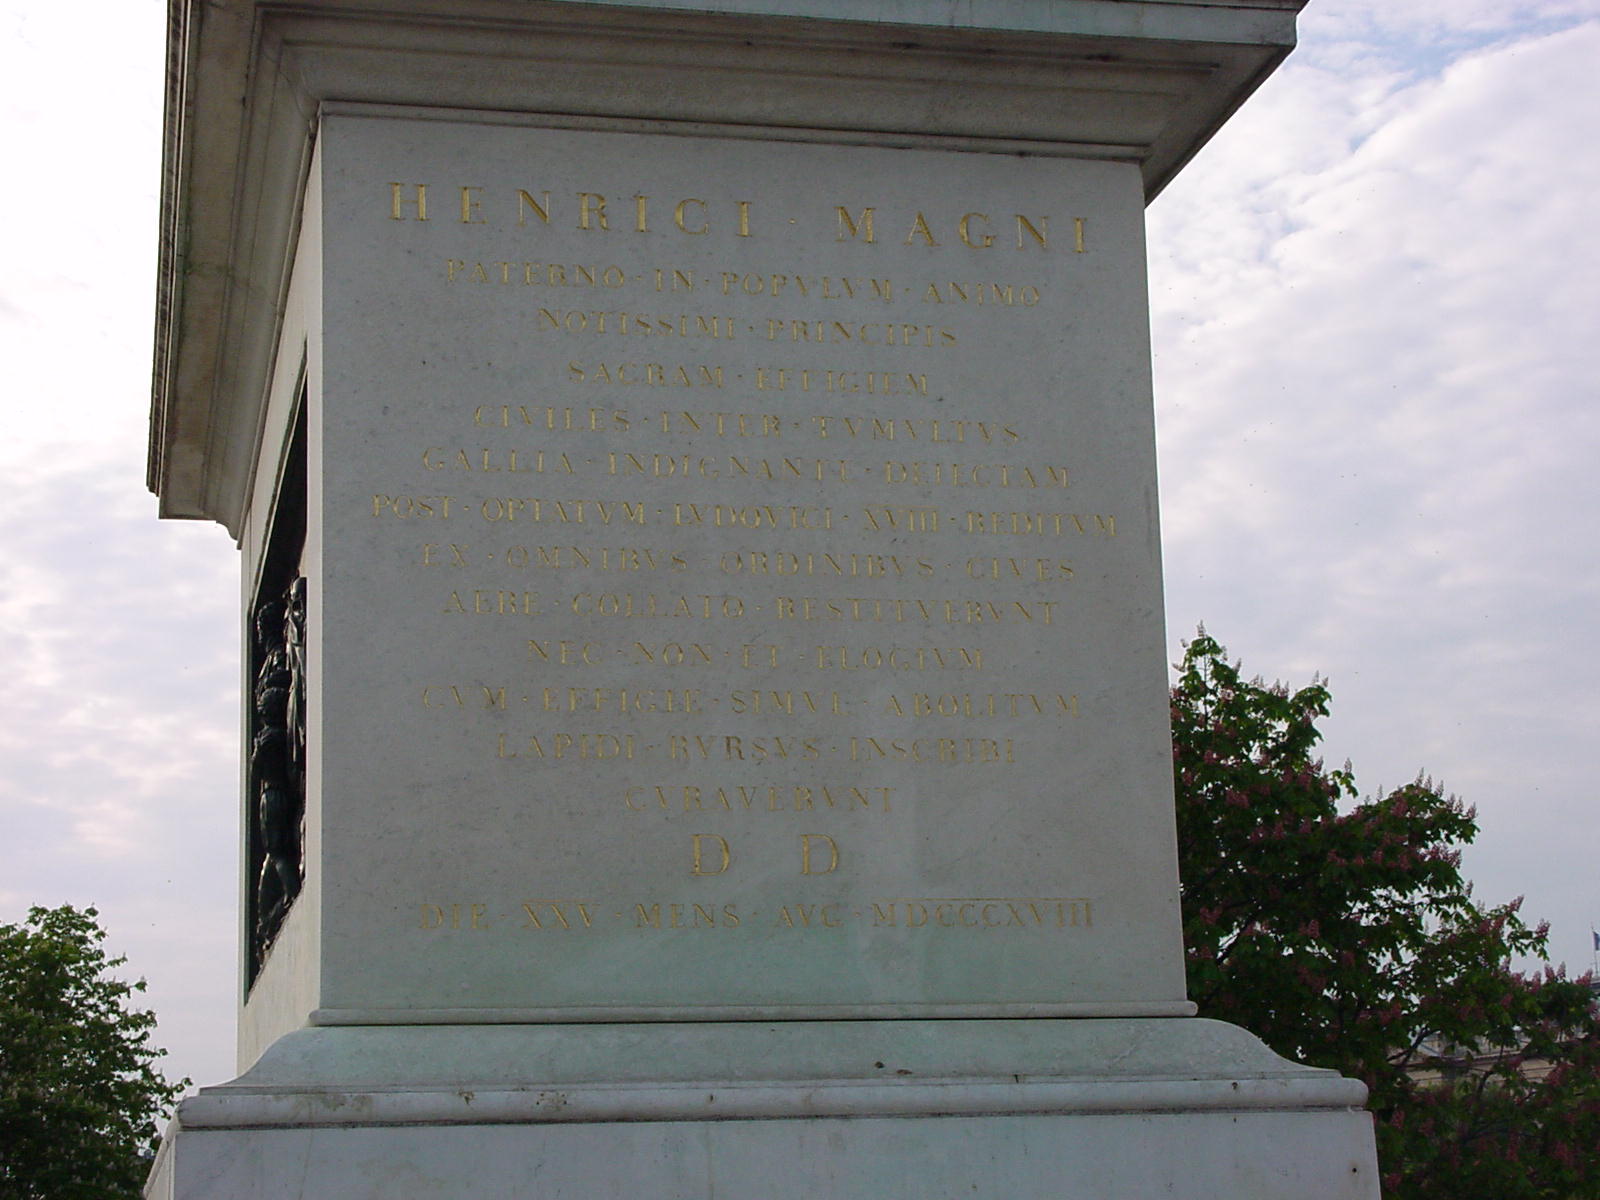 HENRICI · MAGNI
PATERNO · IN · POPVLVM · ANIMO
NOTISSIMI · PRINCIPIS
SACRAM · EFFIGIEM
CIVILES · INTER · TVMVLTVS
GALLIA · INDIGNANTE · DEIECTAM
POST · OPTATVM · LVDOVICI · XVIII · REDITVM
EX · OMNIBVS · ORDINIBVS · CIVES
AERE · COLLATO · RESTITVERVNT
NEC · NON · ET · ELOGIVM
CVM · EFFIGIE · SIMVL · ABOLITVM
LAPIDI · RVRSVS · INSCRIBI
CVRAVERVNT
D D
DIE · XXV · MENS · AVG · MDCCCXVIII